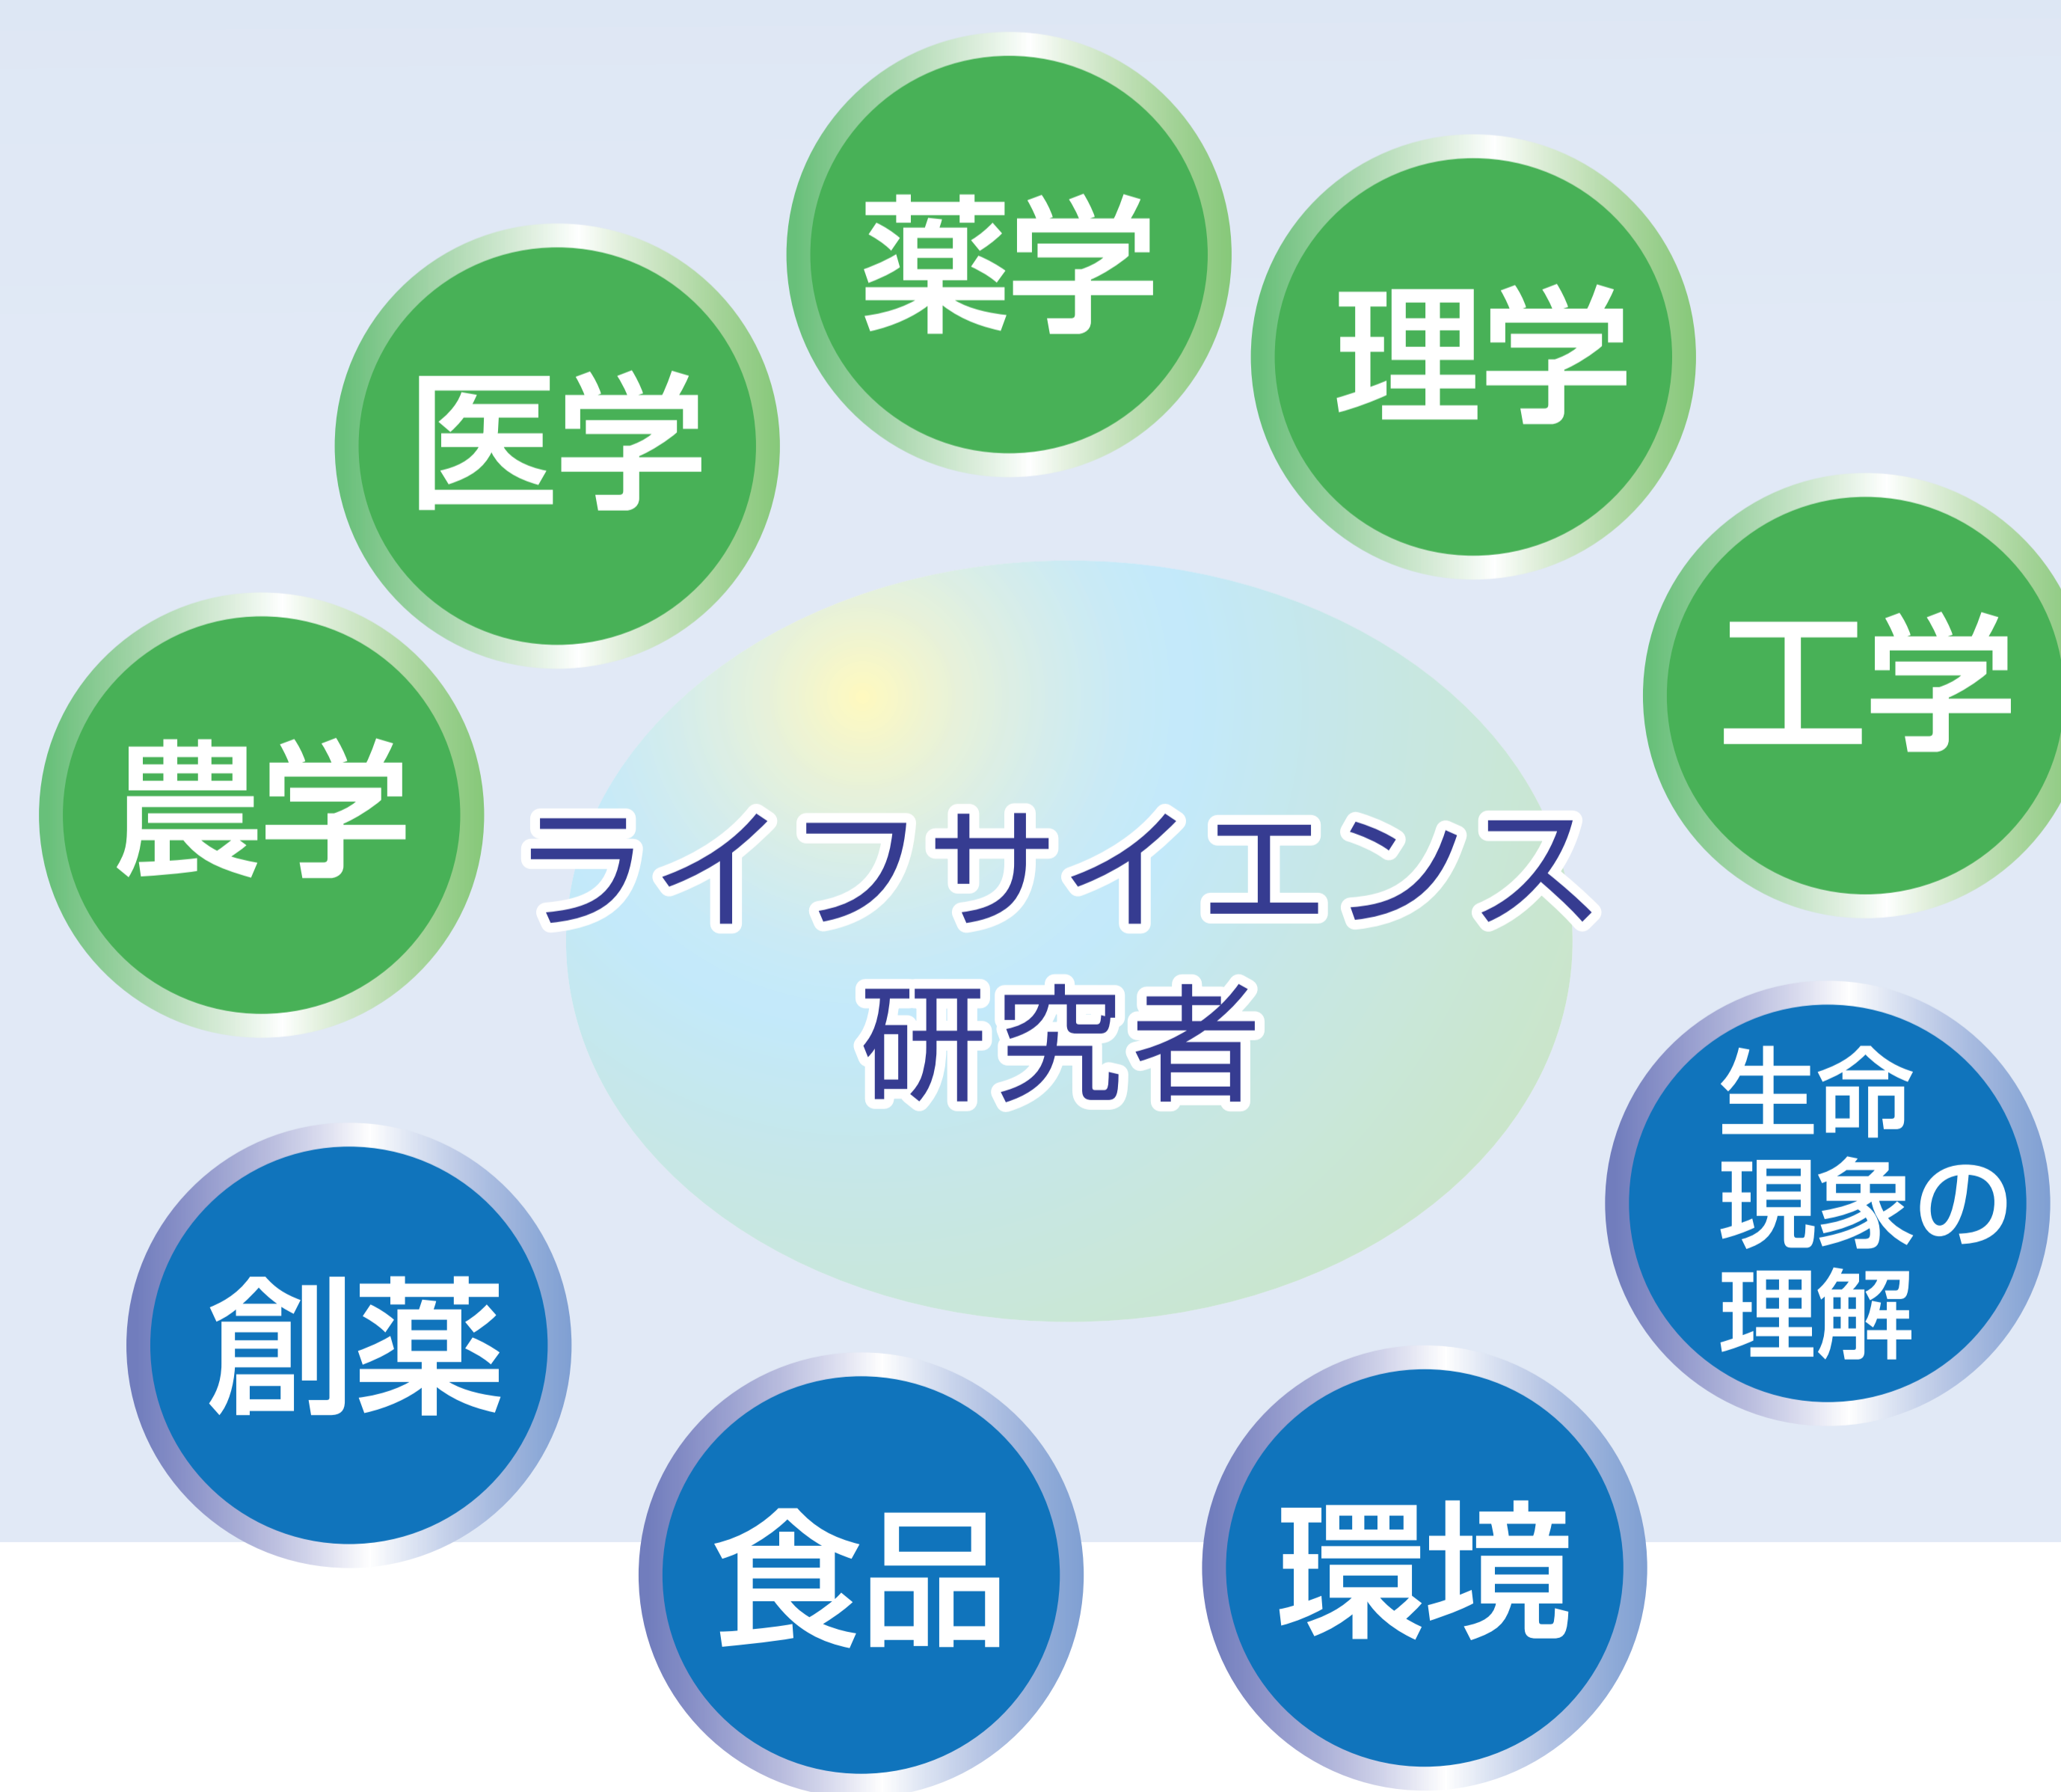 薬学
理学
医学
工学
農学
ライフサイエンス
研究者
生命
現象の
理解
創薬
食品
環境